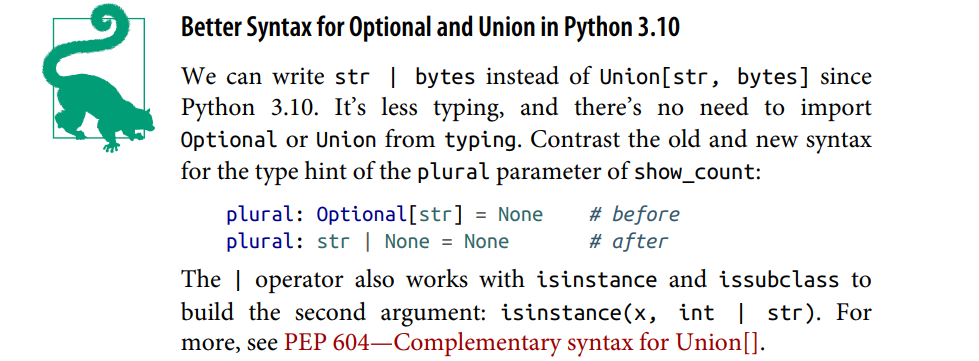 Better Syntax for Optional and Union in Python 3.10
We can write str | bytes instead of Union[str, bytes] since
Python 3.10. It’s less typing, and there’s no need to import
Optional or Union from typing. Contrast the old and new syntax
for the type hint of the plural parameter of show_count:
plural: Optional[str] = None    # before
plural: str | None = None       # after
The | operator also works with isinstance and issubclass to
build the second argument: isinstance(x, int | str). For
more, see PEP 604—Complementary syntax for Union[].